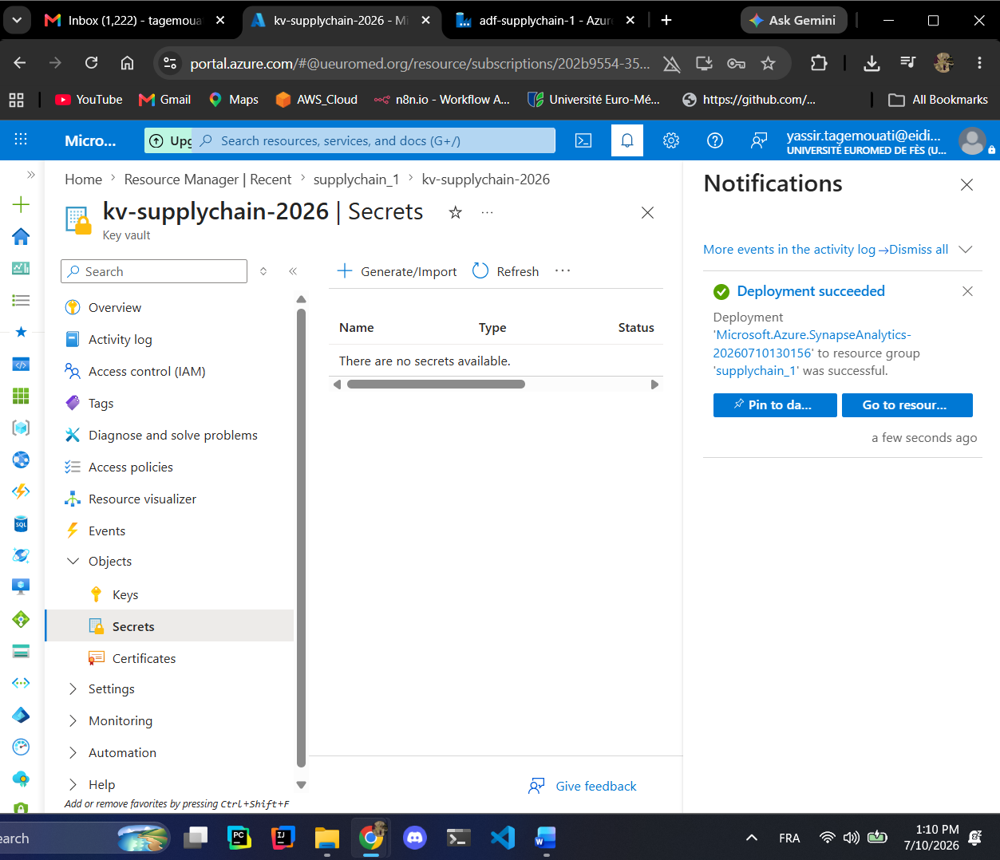 Inbox (1,222) - tagemoua
kv-supplychain-2026 - Mi
adf-supplychain-1 - Azur
Ask Gemini
portal.azure.com/#@ueuromed.org/resource/subscriptions/202b9554-35...
YouTube
Gmail
Maps
AWS_Cloud
n8n.io - Workflow A...
Université Euro-Mé...
https://github.com/...
All Bookmarks
Micro...
Upg
Search resources, services, and docs (G+/)
yassir.tagemouati@eidi...
UNIVERSITÉ EUROMED DE FÈS (U...
Home > Resource Manager | Recent > supplychain_1 > kv-supplychain-2026
kv-supplychain-2026 | Secrets
Key vault
Search
Generate/Import
Refresh
Overview
Activity log
Access control (IAM)
Tags
Diagnose and solve problems
Access policies
Resource visualizer
Events
Objects
Keys
Secrets
Certificates
Settings
Monitoring
Automation
Help
Add or remove favorites by pressing Ctrl+Shift+F
Name Type Status
There are no secrets available.
Give feedback
Notifications
More events in the activity log → Dismiss all
Deployment succeeded
Deployment
'Microsoft.Azure.SynapseAnalytics-
20260710130156' to resource group
'supplychain_1' was successful.
Pin to da...
Go to resour...
a few seconds ago
SQL
earch
PC
IJ
W
FRA
1:10 PM
7/10/2026